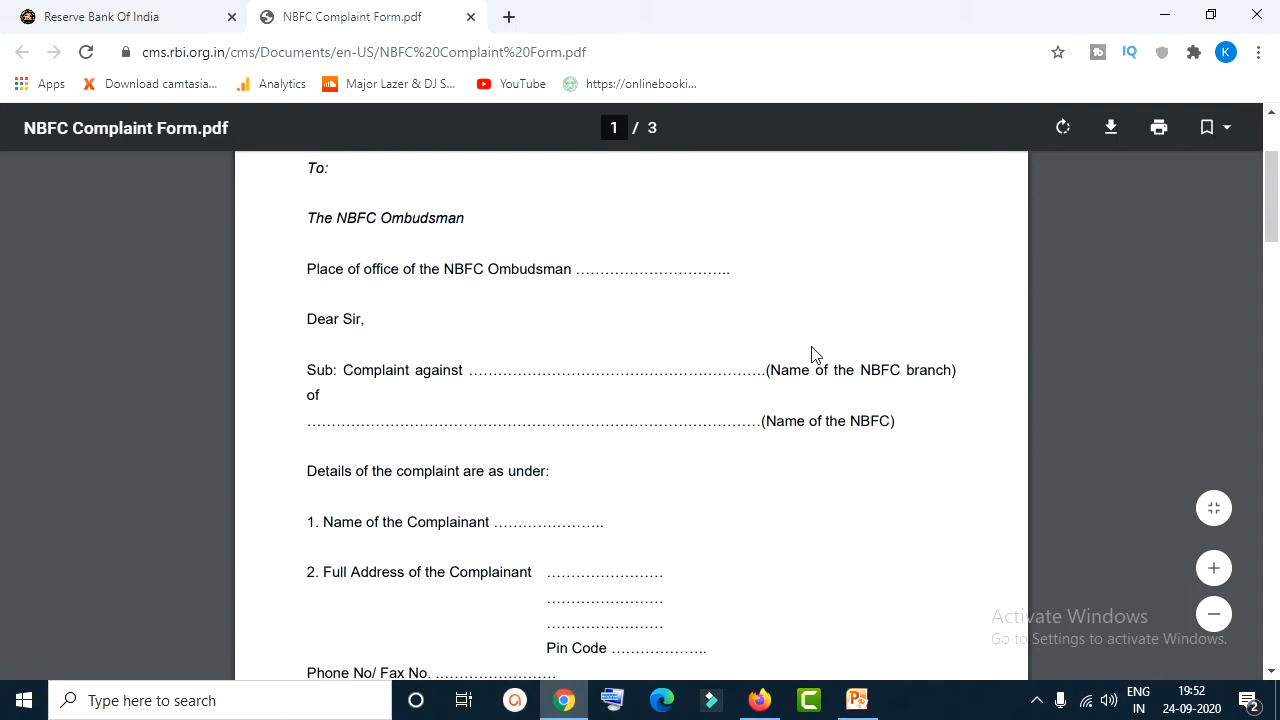 Reserve Bank Of India
NBFC Complaint Form.pdf
cms.rbi.org.in/cms/Documents/en-US/NBFC%20Complaint%20Form.pdf
K
Apps
Download camtasia...
Analytics
Major Lazer & DJ S...
YouTube
https://onlinebooki...
NBFC Complaint Form.pdf
1 / 3
To:
The NBFC Ombudsman
Place of office of the NBFC Ombudsman …………………………..
Dear Sir,
Sub: Complaint against ……………………………………………………(Name of the NBFC branch)
of
…………………………………………………………………………………(Name of the NBFC)
Details of the complaint are as under:
1. Name of the Complainant …………………..
2. Full Address of the Complainant ……………………
……………………
……………………
Pin Code ………………..
Phone No/ Fax No. ……………………
Activate Windows
Go to Settings to activate Windows.
Type here to search
ENG
IN
19:52
24-09-2020
2